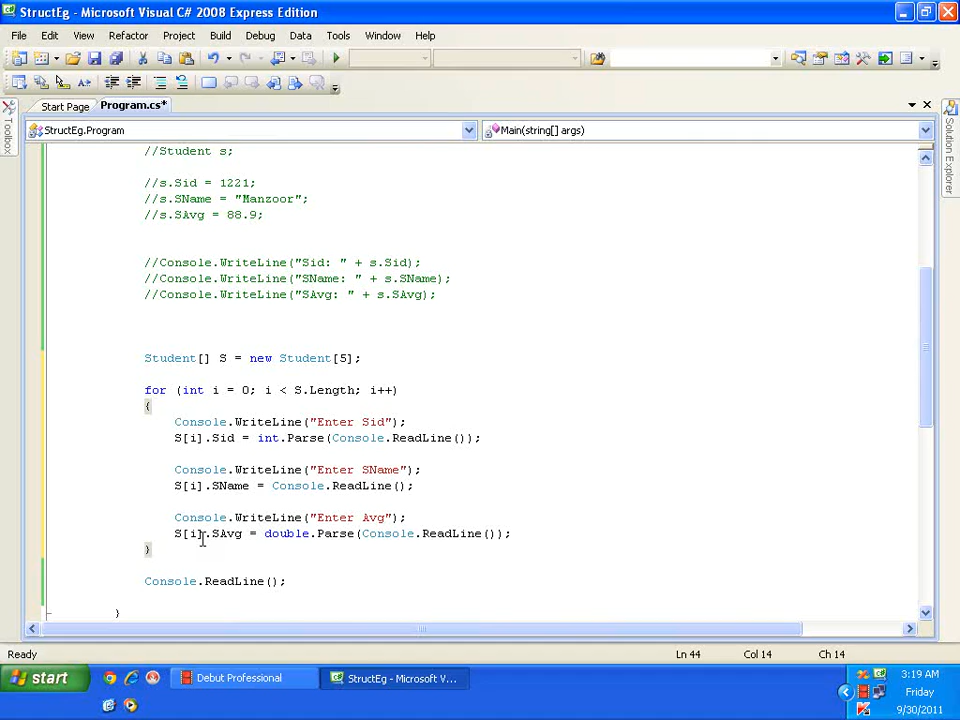 StructEg - Microsoft Visual C# 2008 Express Edition
File Edit View Refactor Project Build Debug Data Tools Window Help
Start Page Program.cs*
StructEg.Program Main(string[] args)
Toolbox
Solution Explorer
//Student s;
//s.Sid = 1221;
//s.SName = "Manzoor";
//s.SAvg = 88.9;
//Console.WriteLine("Sid: " + s.Sid);
//Console.WriteLine("SName: " + s.SName);
//Console.WriteLine("SAvg: " + s.SAvg);
Student[] S = new Student[5];
for (int i = 0; i < S.Length; i++)
{
Console.WriteLine("Enter Sid");
S[i].Sid = int.Parse(Console.ReadLine());
Console.WriteLine("Enter SName");
S[i].SName = Console.ReadLine();
Console.WriteLine("Enter Avg");
S[i].SAvg = double.Parse(Console.ReadLine());
}
Console.ReadLine();
}
Ready Ln 44 Col 14 Ch 14
start Debut Professional StructEg - Microsoft V... 3:19 AM
Friday
9/30/2011